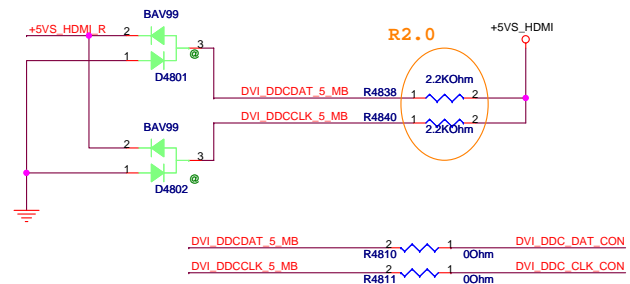 BAV99
+5VS_HDMI_R
2
3
1
@
D4801
R2.0
+5VS_HDMI
2.2KOhm
DVI_DDCDAT_5_MB
R4838
1
2
DVI_DDCCLK_5_MB
R4840
1
2
2.2KOhm
BAV99
2
3
1
@
D4802
DVI_DDCDAT_5_MB
2
1
DVI_DDC_DAT_CON
R4810
0Ohm
DVI_DDCCLK_5_MB
2
1
DVI_DDC_CLK_CON
R4811
0Ohm